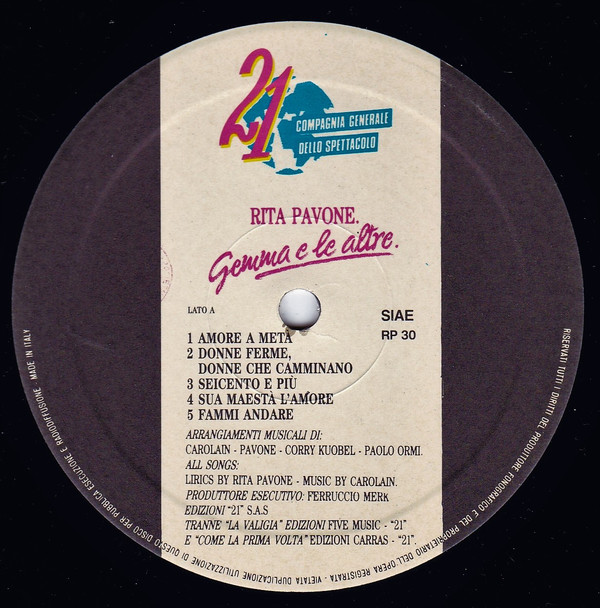 21
COMPAGNIA GENERALE
DELLO SPETTACOLO
RITA PAVONE.
Gemma e le altre.
LATO A
SIAE
RP 30
1 AMORE A METÀ
2 DONNE FERME,
DONNE CHE CAMMINANO
3 SEICENTO E PIÙ
4 SUA MAESTÀ L'AMORE
5 FAMMI ANDARE
ARRANGIAMENTI MUSICALI DI:
CAROLAIN - PAVONE - CORRY KUOBEL - PAOLO ORMI.
ALL SONGS:
LIRICS BY RITA PAVONE - MUSIC BY CAROLAIN.
PRODUTTORE ESECUTIVO: FERRUCCIO MERK
EDIZIONI "21" S.A.S
TRANNE "LA VALIGIA" EDIZIONI FIVE MUSIC - "21"
E "COME LA PRIMA VOLTA" EDIZIONI CARRAS - "21".
RISERVATI TUTTI I DIRITTI DEL PRODUTTORE FONOGRAFICO E DEL PROPRIETARIO DELL'OPERA REGISTRATA - VIETATA DUPLICAZIONE UTILIZZAZIONE DI QUESTO DISCO PER PUBBLICA ESECUZIONE E RADIODIFFUSIONE. MADE IN ITALY